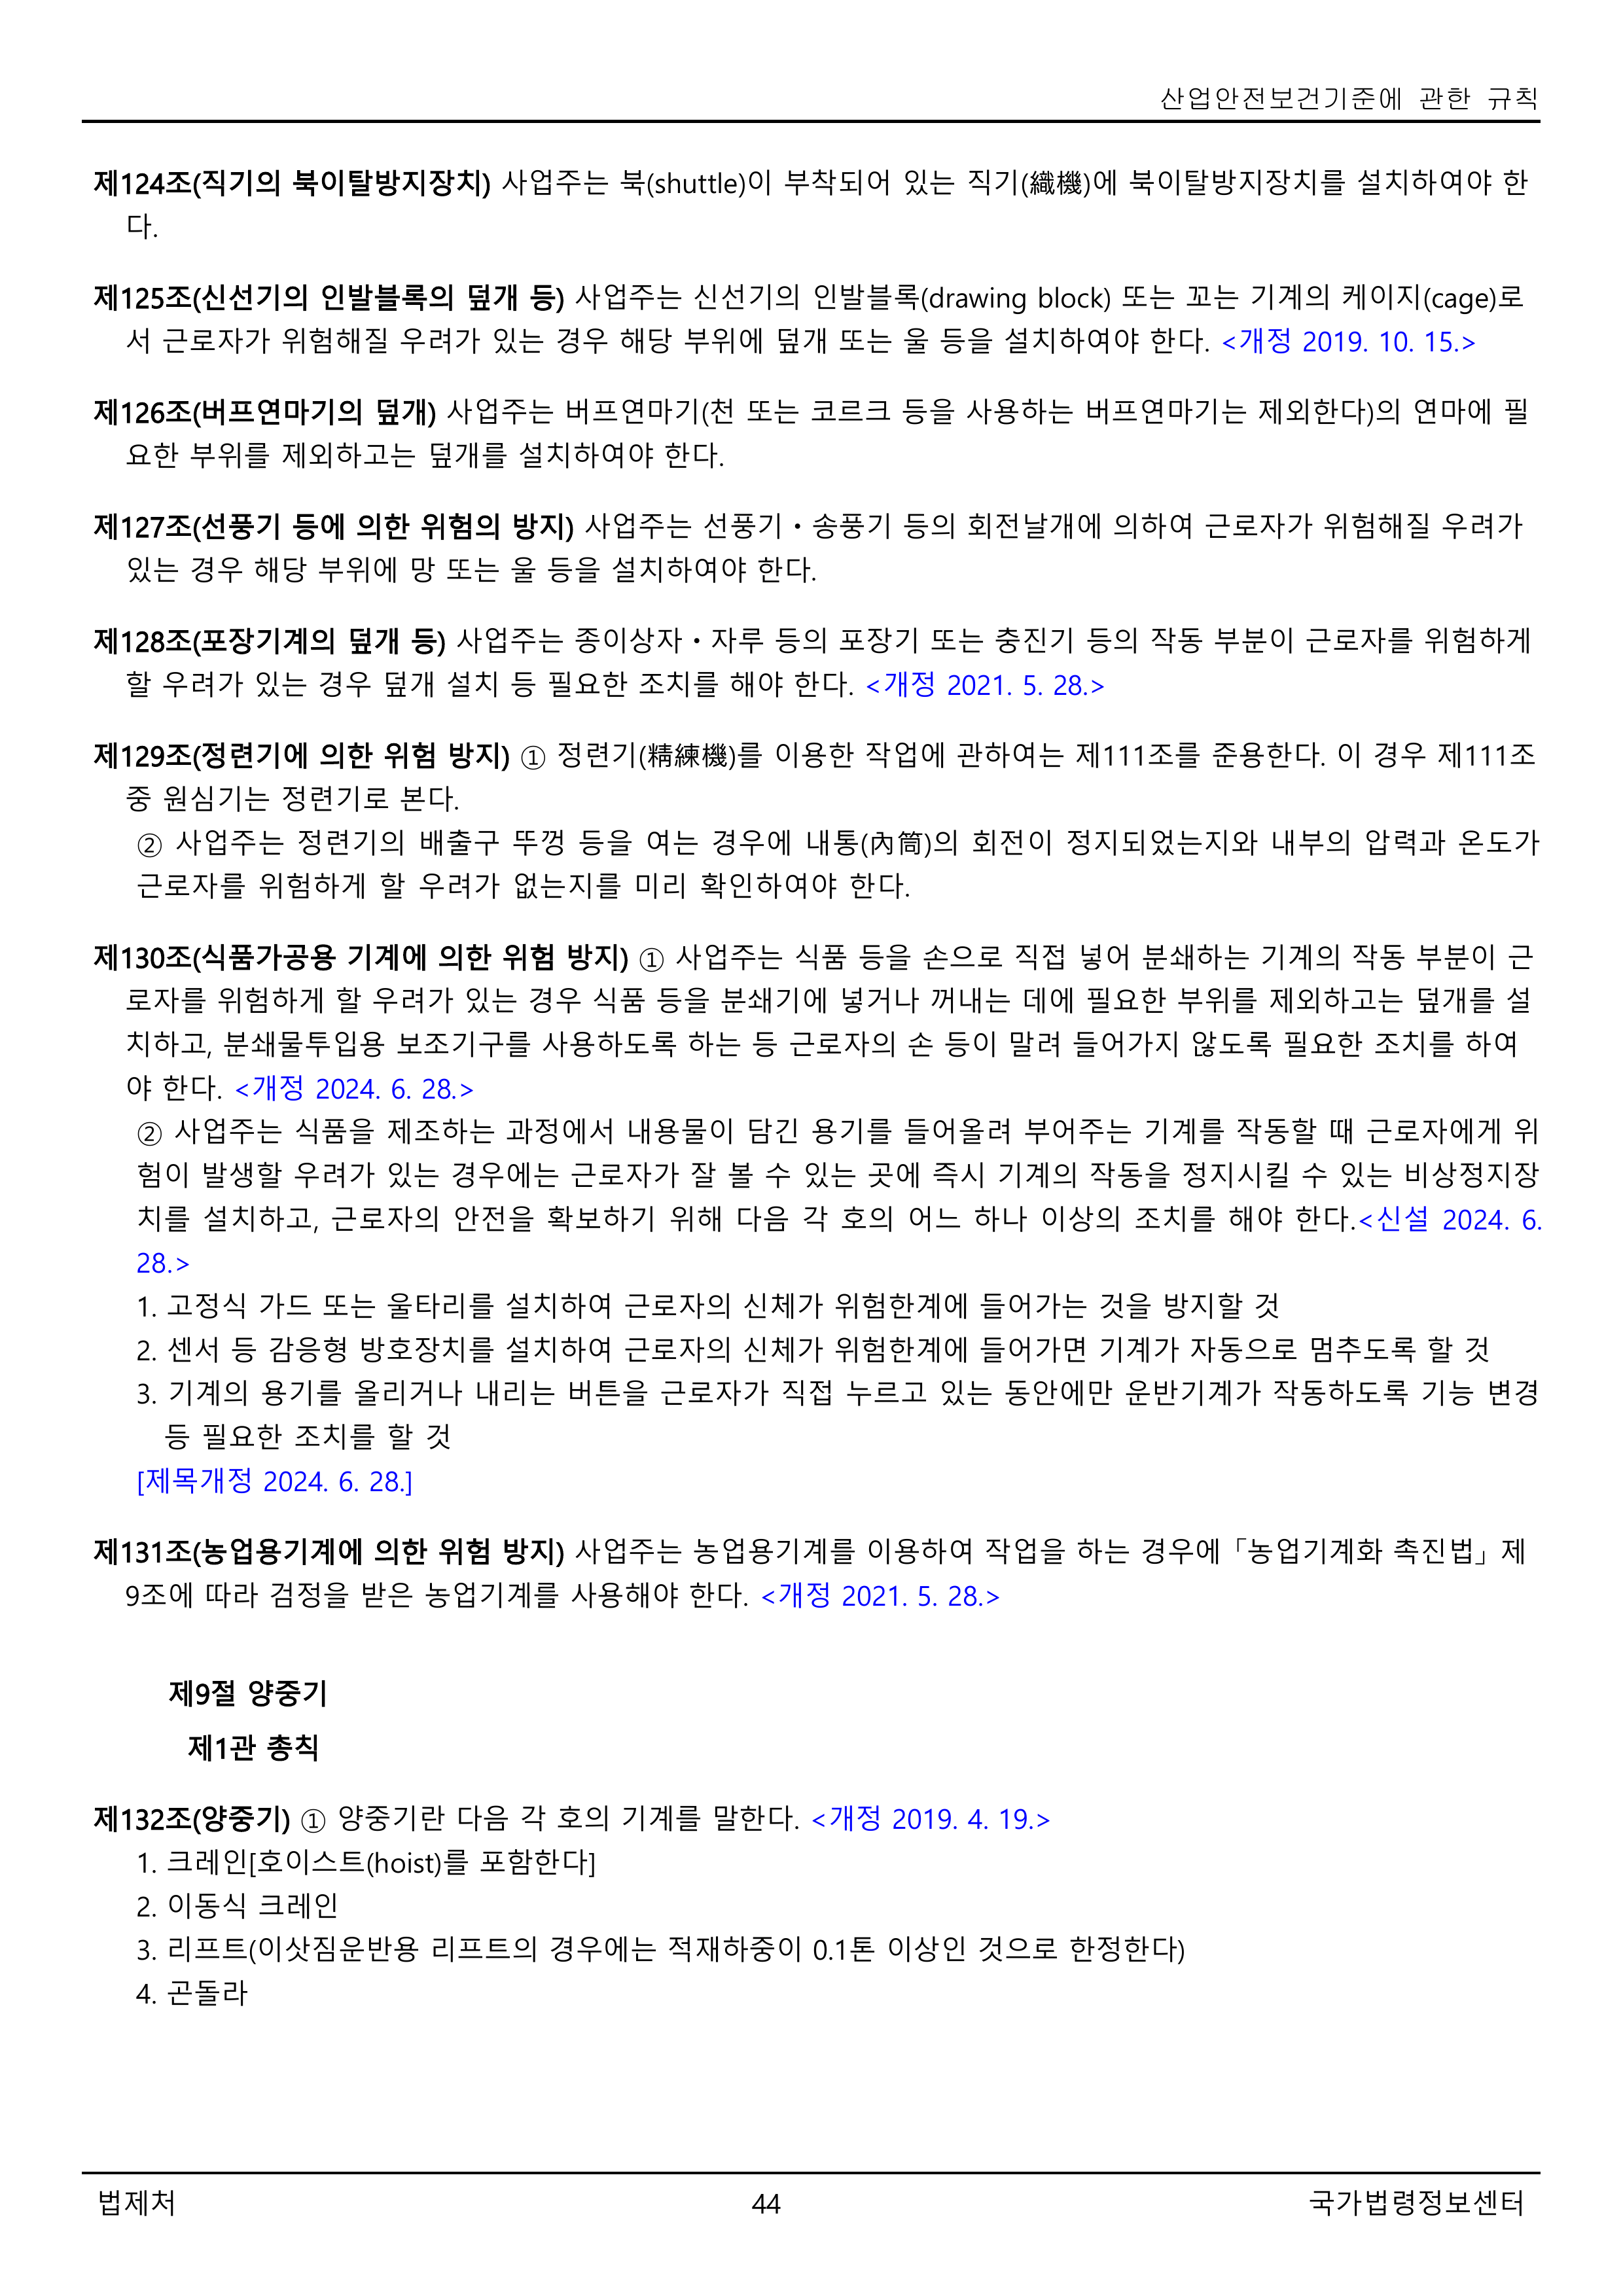 산업안전보건기준에 관한 규칙
제124조(직기의 북이탈방지장치) 사업주는 북(shuttle)이 부착되어 있는 직기(織機)에 북이탈방지장치를 설치하여야 한
다.
제125조(신선기의 인발블록의 덮개 등) 사업주는 신선기의 인발블록(drawing block) 또는 꼬는 기계의 케이지(cage)로
서 근로자가 위험해질 우려가 있는 경우 해당 부위에 덮개 또는 울 등을 설치하여야 한다. <개정 2019. 10. 15.>
제126조(버프연마기의 덮개) 사업주는 버프연마기(천 또는 코르크 등을 사용하는 버프연마기는 제외한다)의 연마에 필
요한 부위를 제외하고는 덮개를 설치하여야 한다.
제127조(선풍기 등에 의한 위험의 방지) 사업주는 선풍기ㆍ송풍기 등의 회전날개에 의하여 근로자가 위험해질 우려가
있는 경우 해당 부위에 망 또는 울 등을 설치하여야 한다.
제128조(포장기계의 덮개 등) 사업주는 종이상자ㆍ자루 등의 포장기 또는 충진기 등의 작동 부분이 근로자를 위험하게
할 우려가 있는 경우 덮개 설치 등 필요한 조치를 해야 한다. <개정 2021. 5. 28.>
제129조(정련기에 의한 위험 방지) ① 정련기(精練機)를 이용한 작업에 관하여는 제111조를 준용한다. 이 경우 제111조
중 원심기는 정련기로 본다.
② 사업주는 정련기의 배출구 뚜껑 등을 여는 경우에 내통(內筒)의 회전이 정지되었는지와 내부의 압력과 온도가
근로자를 위험하게 할 우려가 없는지를 미리 확인하여야 한다.
제130조(식품가공용 기계에 의한 위험 방지) ① 사업주는 식품 등을 손으로 직접 넣어 분쇄하는 기계의 작동 부분이 근
로자를 위험하게 할 우려가 있는 경우 식품 등을 분쇄기에 넣거나 꺼내는 데에 필요한 부위를 제외하고는 덮개를 설
치하고, 분쇄물투입용 보조기구를 사용하도록 하는 등 근로자의 손 등이 말려 들어가지 않도록 필요한 조치를 하여
야 한다. <개정 2024. 6. 28.>
② 사업주는 식품을 제조하는 과정에서 내용물이 담긴 용기를 들어올려 부어주는 기계를 작동할 때 근로자에게 위
험이 발생할 우려가 있는 경우에는 근로자가 잘 볼 수 있는 곳에 즉시 기계의 작동을 정지시킬 수 있는 비상정지장
치를 설치하고, 근로자의 안전을 확보하기 위해 다음 각 호의 어느 하나 이상의 조치를 해야 한다.<신설 2024. 6.
28.>
1. 고정식 가드 또는 울타리를 설치하여 근로자의 신체가 위험한계에 들어가는 것을 방지할 것
2. 센서 등 감응형 방호장치를 설치하여 근로자의 신체가 위험한계에 들어가면 기계가 자동으로 멈추도록 할 것
3. 기계의 용기를 올리거나 내리는 버튼을 근로자가 직접 누르고 있는 동안에만 운반기계가 작동하도록 기능 변경
등 필요한 조치를 할 것
[제목개정 2024. 6. 28.]
제131조(농업용기계에 의한 위험 방지) 사업주는 농업용기계를 이용하여 작업을 하는 경우에「농업기계화 촉진법」제
9조에 따라 검정을 받은 농업기계를 사용해야 한다. <개정 2021. 5. 28.>
제9절 양중기
제1관 총칙
제132조(양중기) ① 양중기란 다음 각 호의 기계를 말한다. <개정 2019. 4. 19.>
1. 크레인[호이스트(hoist)를 포함한다]
2. 이동식 크레인
3. 리프트(이삿짐운반용 리프트의 경우에는 적재하중이 0.1톤 이상인 것으로 한정한다)
4. 곤돌라
법제처 44 국가법령정보센터